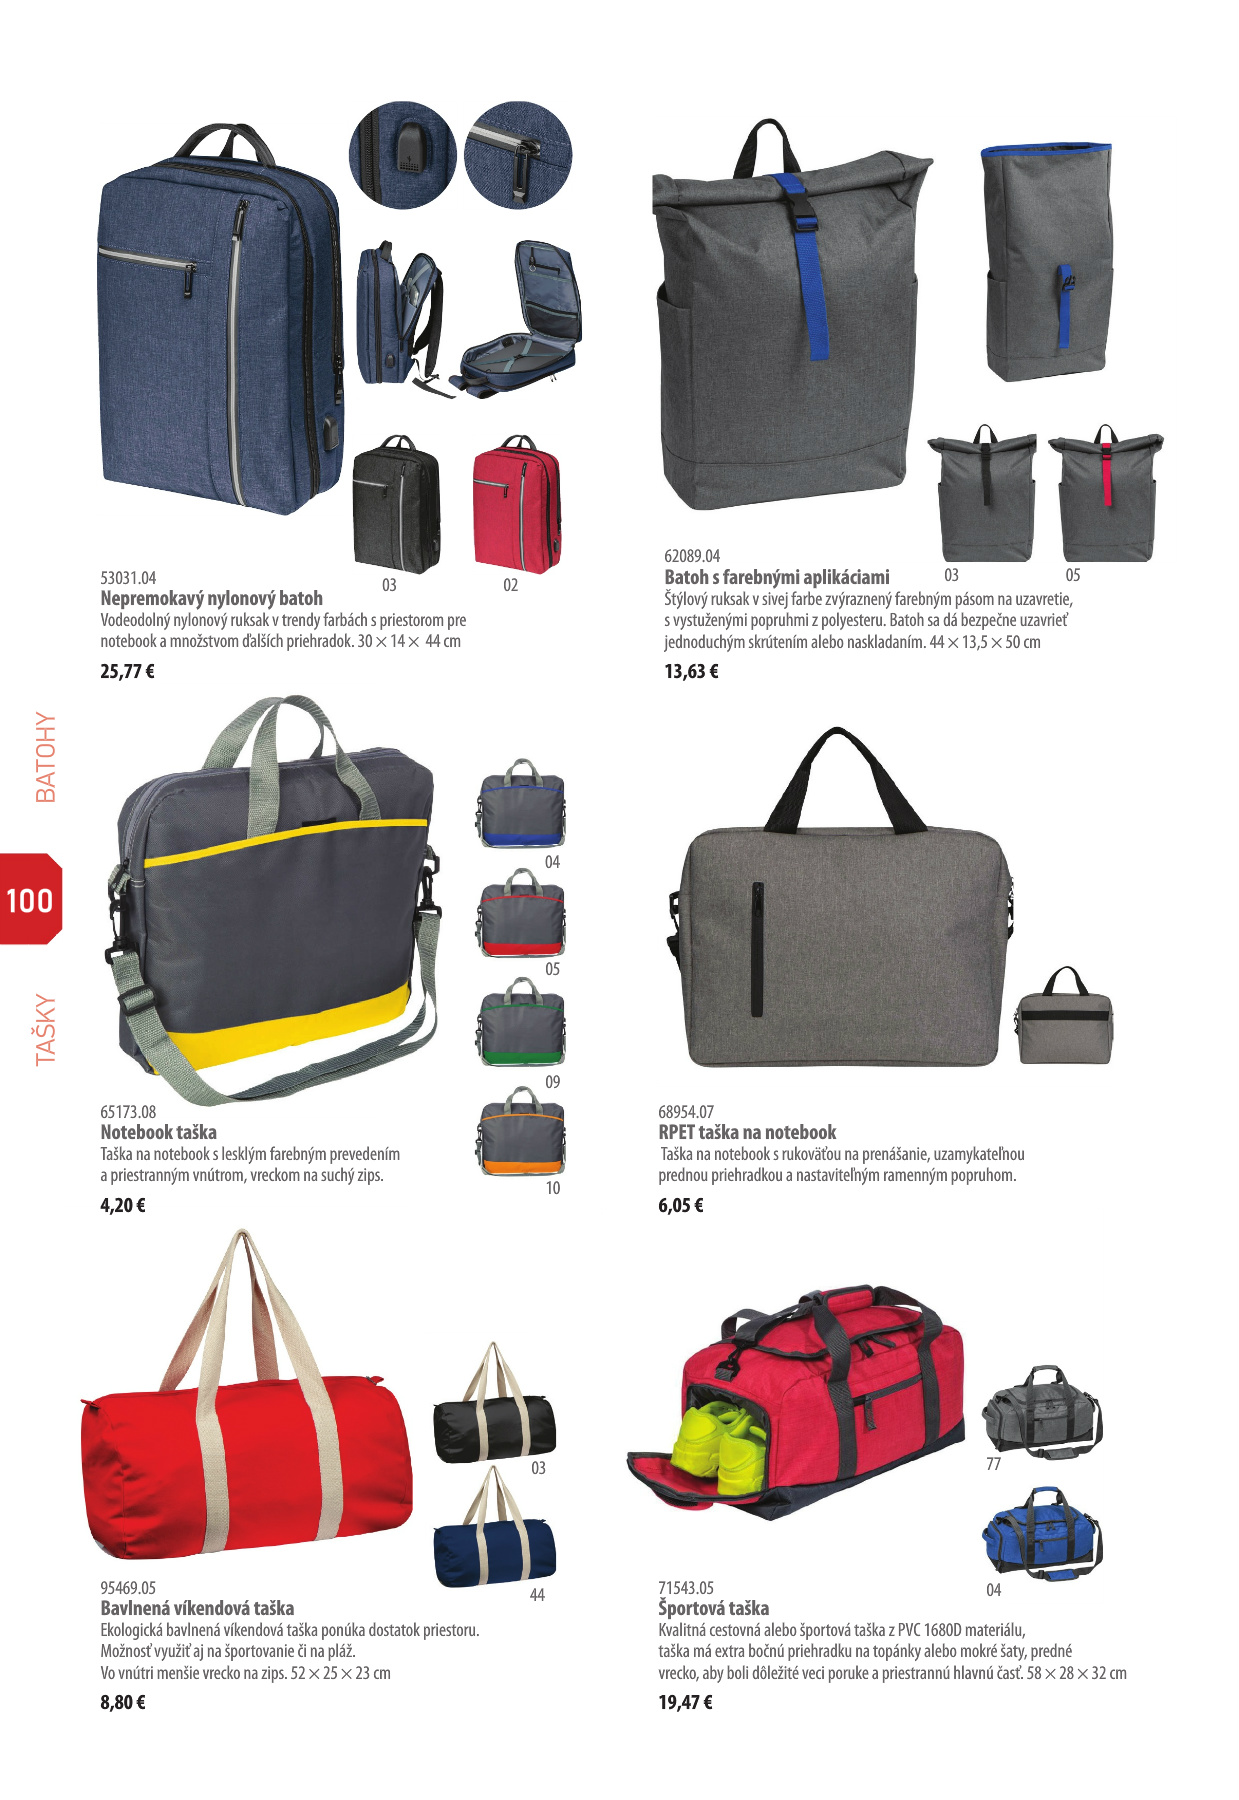 53031.04
Nepremokavý nylonový batoh
Vodeodolný nylonový ruksak v trendy farbách s priestorom pre
notebook a množstvom ďalších priehradok. 30 × 14 × 44 cm
25,77 €
03
02
62089.04
Batoh s farebnými aplikáciami
Štýlový ruksak v sivej farbe zvýraznený farebným pásom na uzavretie,
s vystuženými popruhmi z polyesteru. Batoh sa dá bezpečne uzavrieť
jednoduchým skrútením alebo naskladaním. 44 × 13,5 × 50 cm
13,63 €
03
05
BATOHY
100
TAŠKY
65173.08
Notebook taška
Taška na notebook s lesklým farebným prevedením
a priestranným vnútrom, vreckom na suchý zips.
4,20 €
04
05
09
10
68954.07
RPET taška na notebook
Taška na notebook s rukoväťou na prenášanie, uzamykateľnou
prednou priehradkou a nastaviteľným ramenným popruhom.
6,05 €
95469.05
Bavlnená víkendová taška
Ekologická bavlnená víkendová taška ponúka dostatok priestoru.
Možnosť využiť aj na športovanie či na pláž.
Vo vnútri menšie vrecko na zips. 52 × 25 × 23 cm
8,80 €
03
44
71543.05
Športová taška
Kvalitná cestovná alebo športová taška z PVC 1680D materiálu,
taška má extra bočnú priehradku na topánky alebo mokré šaty, predné
vrecko, aby boli dôležité veci poruke a priestrannú hlavnú časť. 58 × 28 × 32 cm
19,47 €
77
04